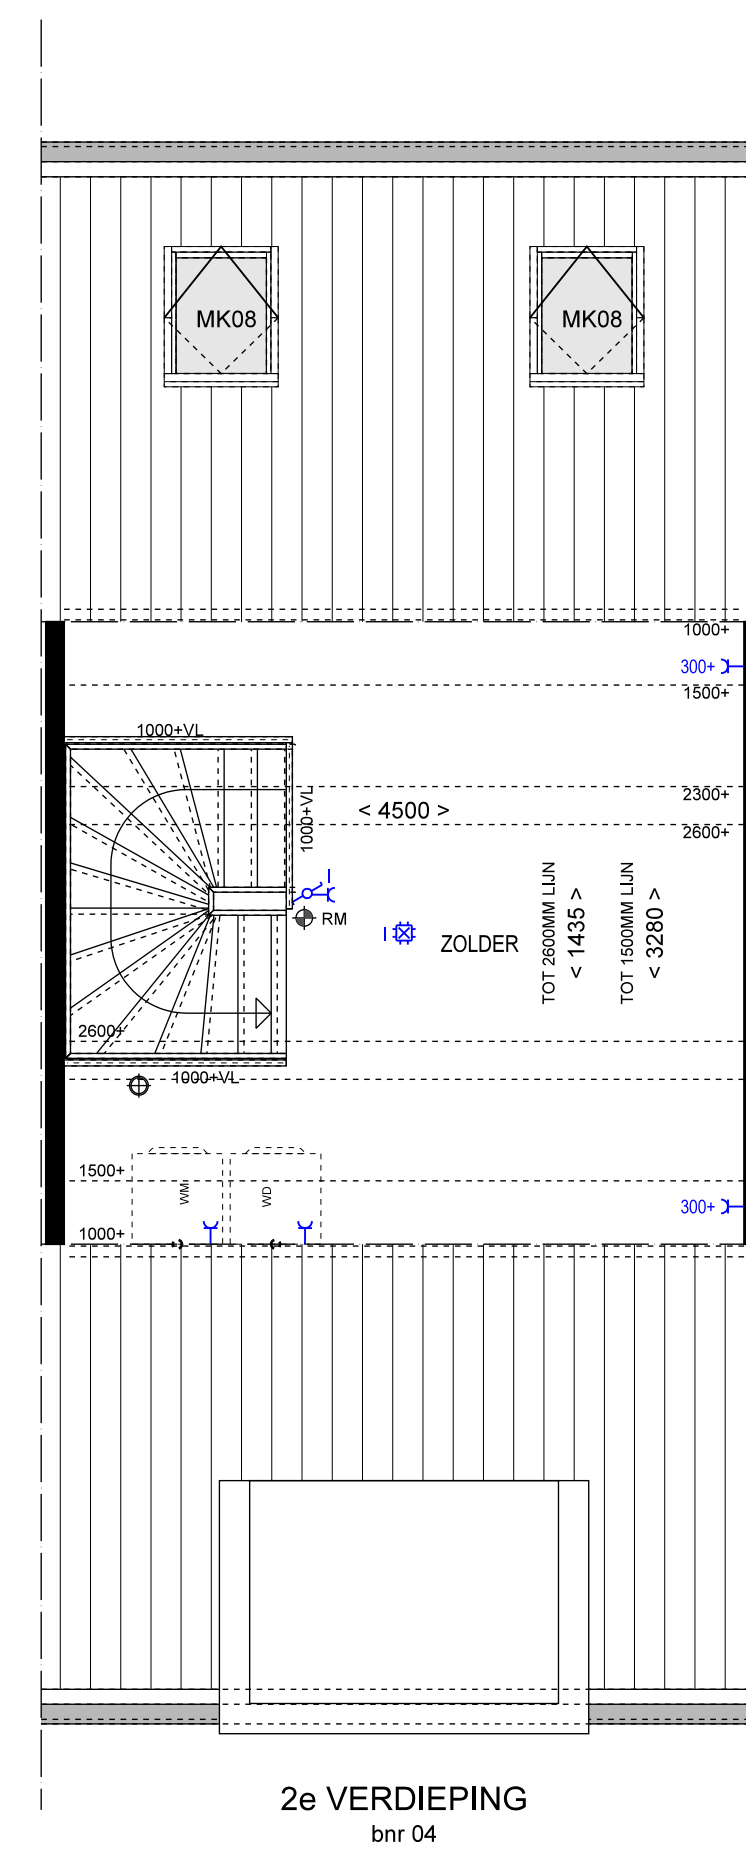 MK08
MK08
1000+
300+
1500+
1000+VL
2300+
1000+VL
< 4500 >
2600+
TOT 2600MM LIJN
< 1435 >
TOT 1500MM LIJN
< 3280 >
RM
ZOLDER
2600+
1000+VL
1500+
WM
WD
300+
1000+
2e VERDIEPING
bnr 04